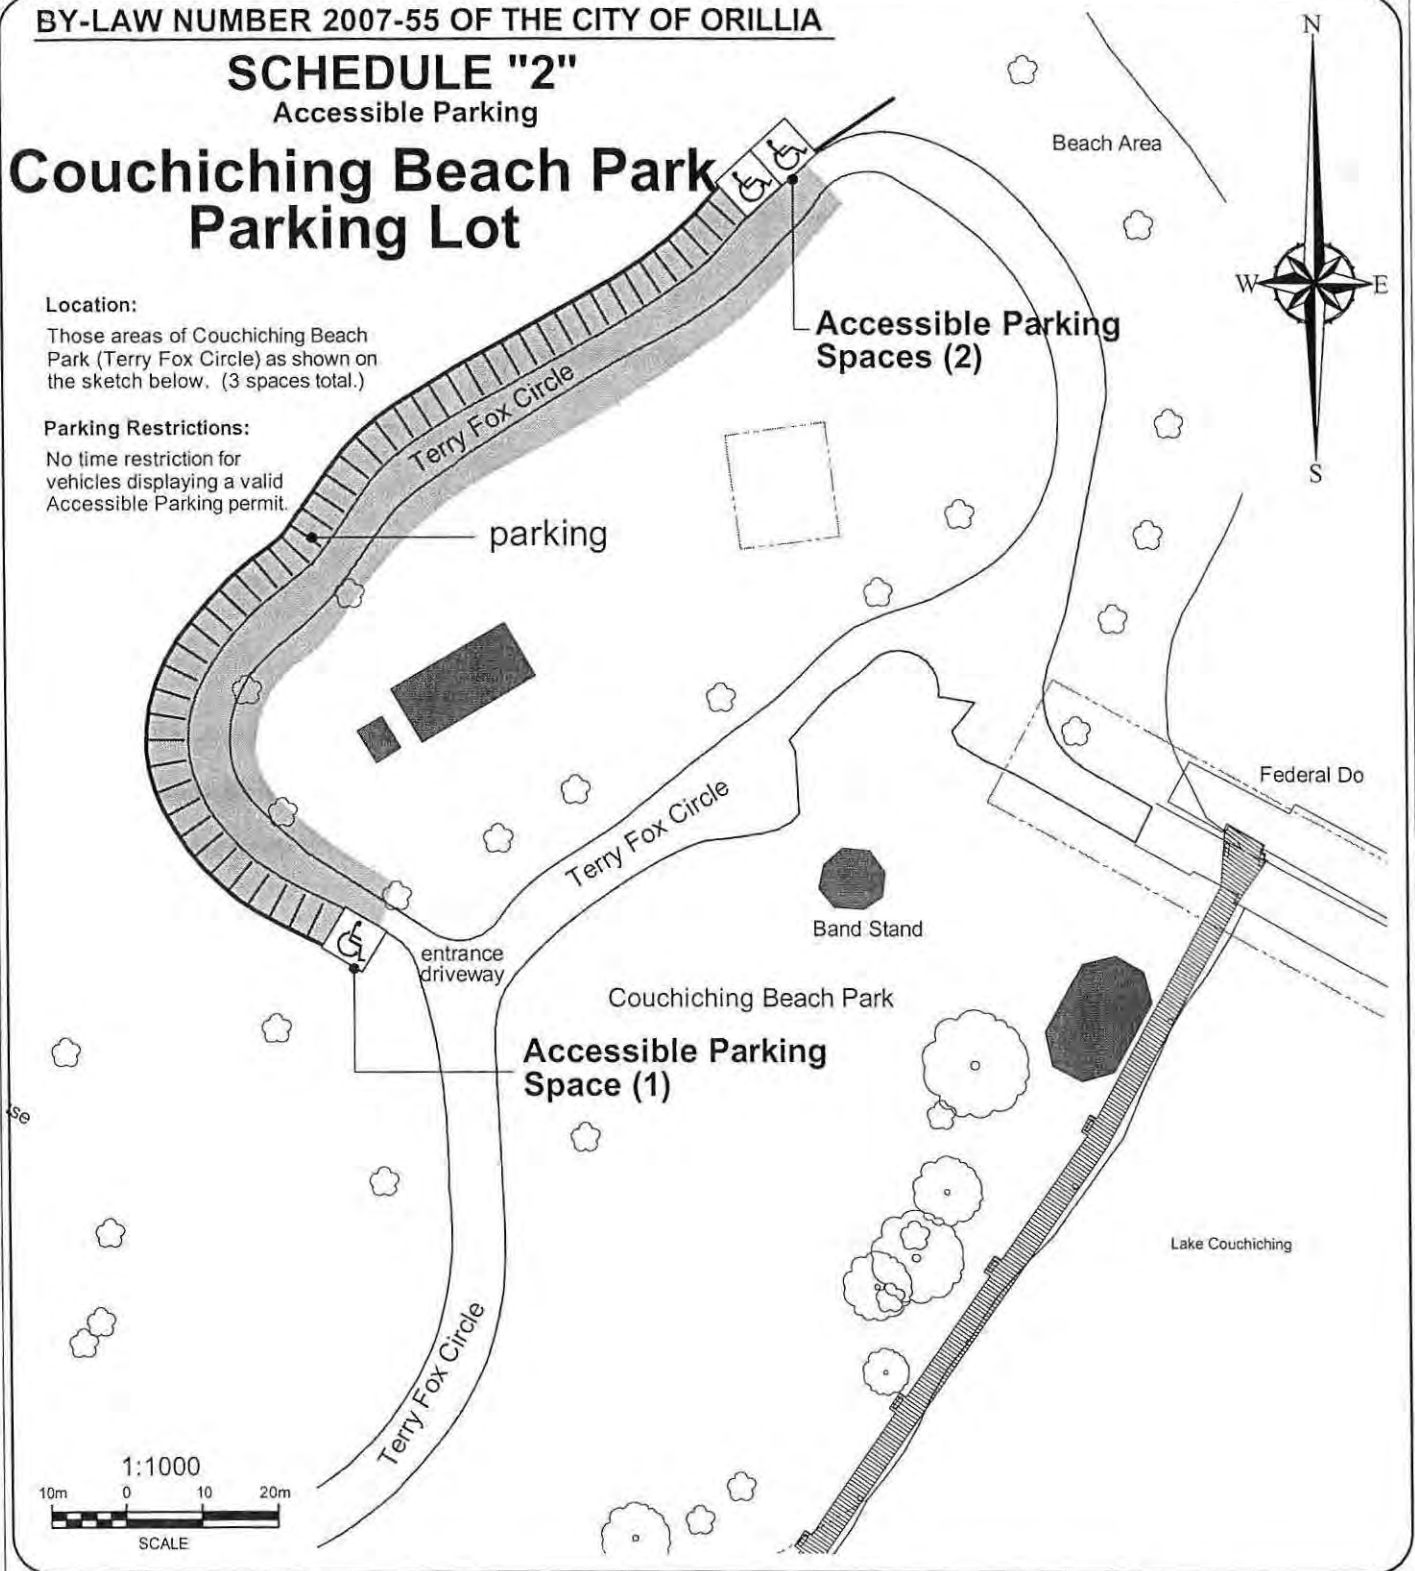 BY-LAW NUMBER 2007-55 OF THE CITY OF ORILLIA
SCHEDULE "2"
Accessible Parking
Couchiching Beach Park
Parking Lot
Location:
Those areas of Couchiching Beach
Park (Terry Fox Circle) as shown on
the sketch below. (3 spaces total.)
Parking Restrictions:
No time restriction for
vehicles displaying a valid
Accessible Parking permit.
N
W
E
S
Beach Area
Accessible Parking
Spaces (2)
Terry Fox Circle
parking
Federal Do
Terry Fox Circle
Band Stand
entrance
driveway
Couchiching Beach Park
Accessible Parking
Space (1)
se
Lake Couchiching
Terry Fox Circle
1:1000
10m 0 10 20m
SCALE